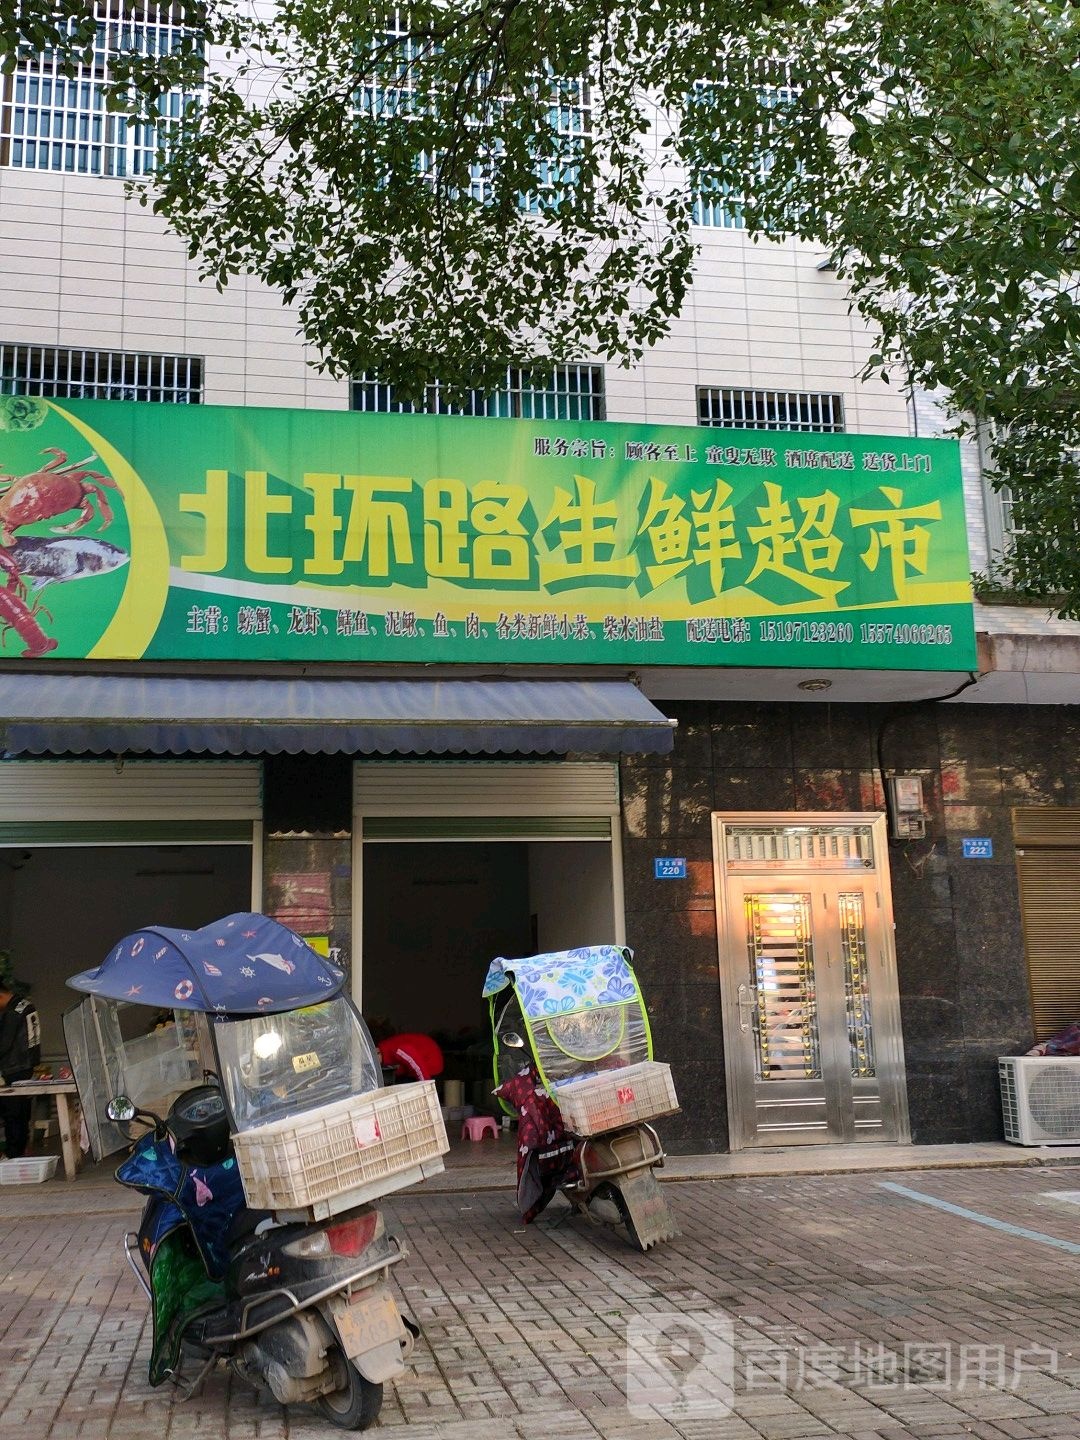 服务宗旨：顾客至上 童叟无欺 酒席配送 送货上门
北环路生鲜超市
主营：螃蟹、龙虾、鳝鱼、泥鳅、鱼、肉、各类新鲜小菜、柴米油盐 配送电话：15197123260 15574066265
220
222
百度地图用户